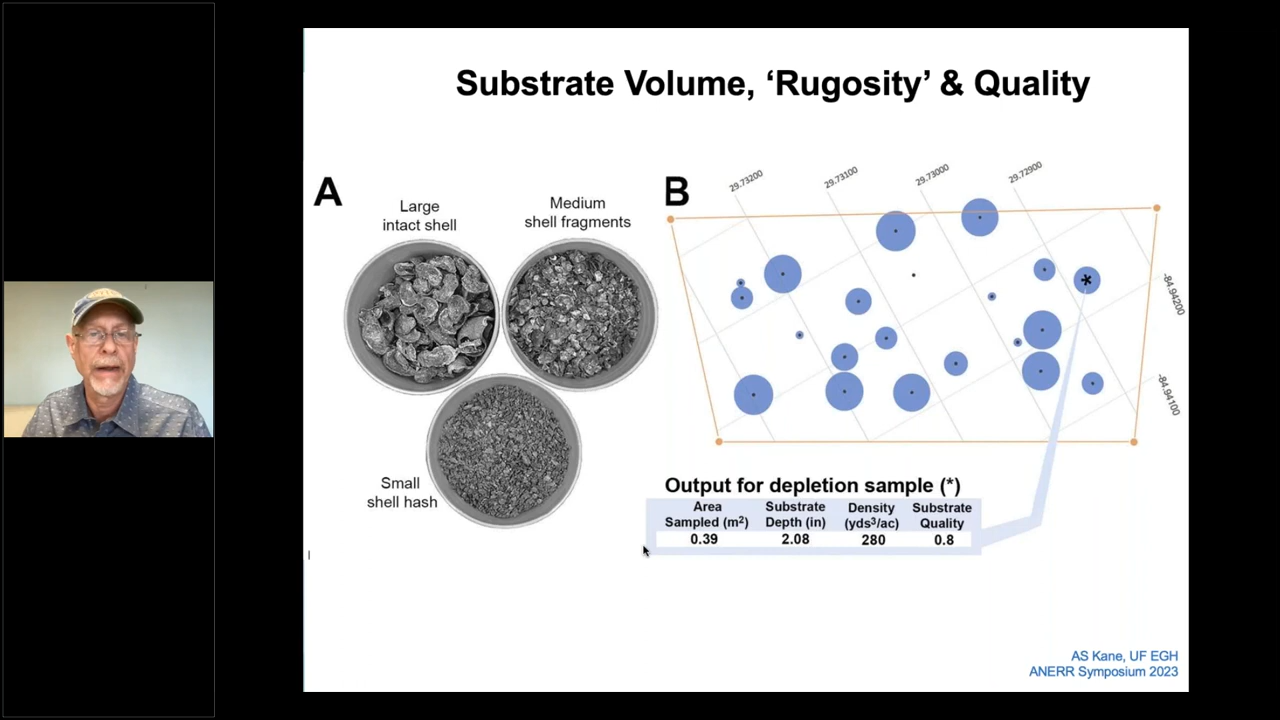 Substrate Volume, ‘Rugosity’ & Quality
A
Large
intact shell
Medium
shell fragments
Small
shell hash
B
29.73200
29.73100
29.73000
29.72900
-84.94200
-84.94100
*
Output for depletion sample (*)
Area
Sampled (m²)
Substrate
Depth (in)
Density
(yds³/ac)
Substrate
Quality
0.39
2.08
280
0.8
AS Kane, UF EGH
ANERR Symposium 2023